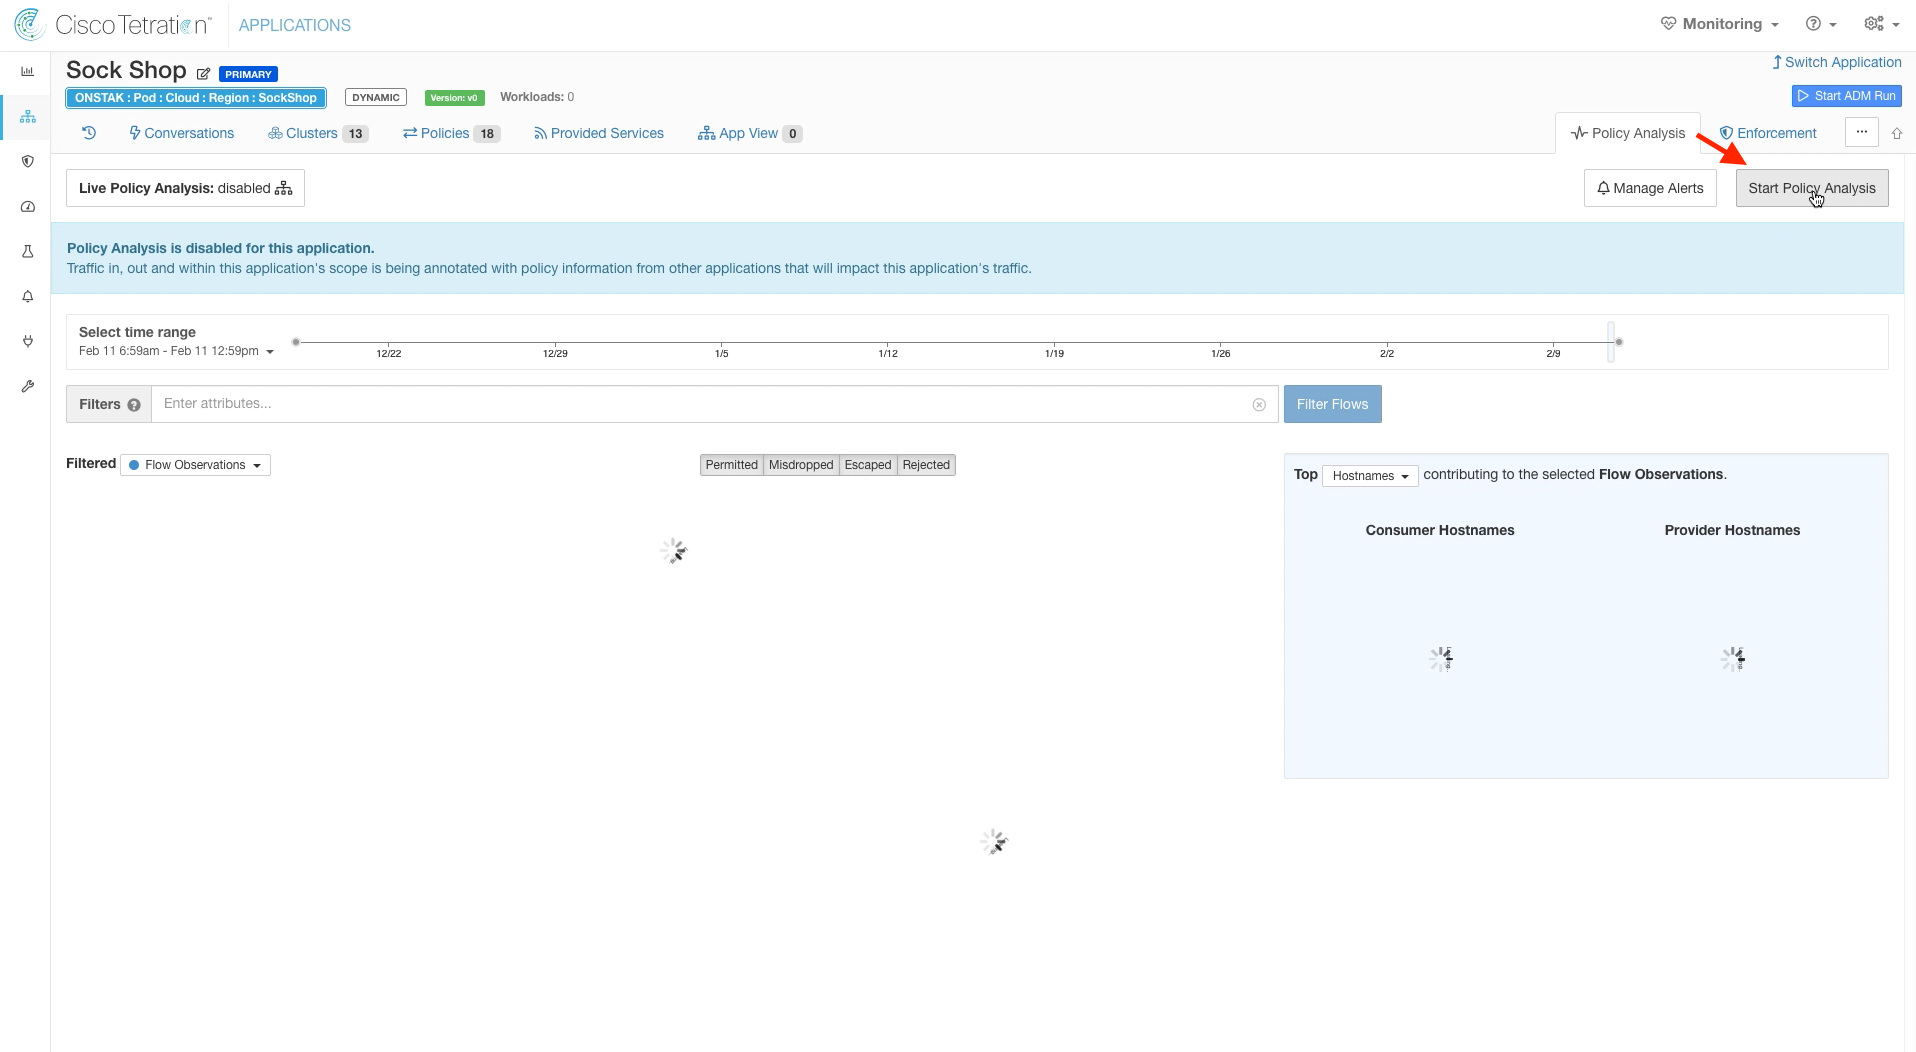 Cisco Tetration™ APPLICATIONS Monitoring
Sock Shop PRIMARY
Switch Application
ONSTAK : Pod : Cloud : Region : SockShop DYNAMIC Version: v0 Workloads: 0
Start ADM Run
Conversations Clusters 13 Policies 18 Provided Services App View 0 Policy Analysis Enforcement ...
Live Policy Analysis: disabled Manage Alerts Start Policy Analysis
Policy Analysis is disabled for this application.
Traffic in, out and within this application's scope is being annotated with policy information from other applications that will impact this application's traffic.
Select time range
Feb 11 6:59am - Feb 11 12:59pm
12/22 12/29 1/5 1/12 1/19 1/26 2/2 2/9
Filters Enter attributes... Filter Flows
Filtered Flow Observations Permitted Misdropped Escaped Rejected
Top Hostnames contributing to the selected Flow Observations.
Consumer Hostnames Provider Hostnames